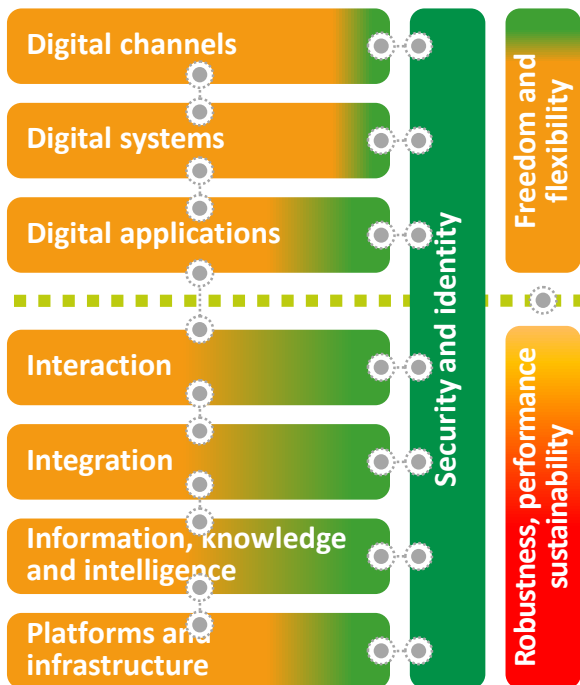 Digital channels
Digital systems
Digital applications
Interaction
Integration
Information, knowledge
and intelligence
Platforms and
infrastructure
Security and identity
Freedom and
flexibility
Robustness, performance
sustainability